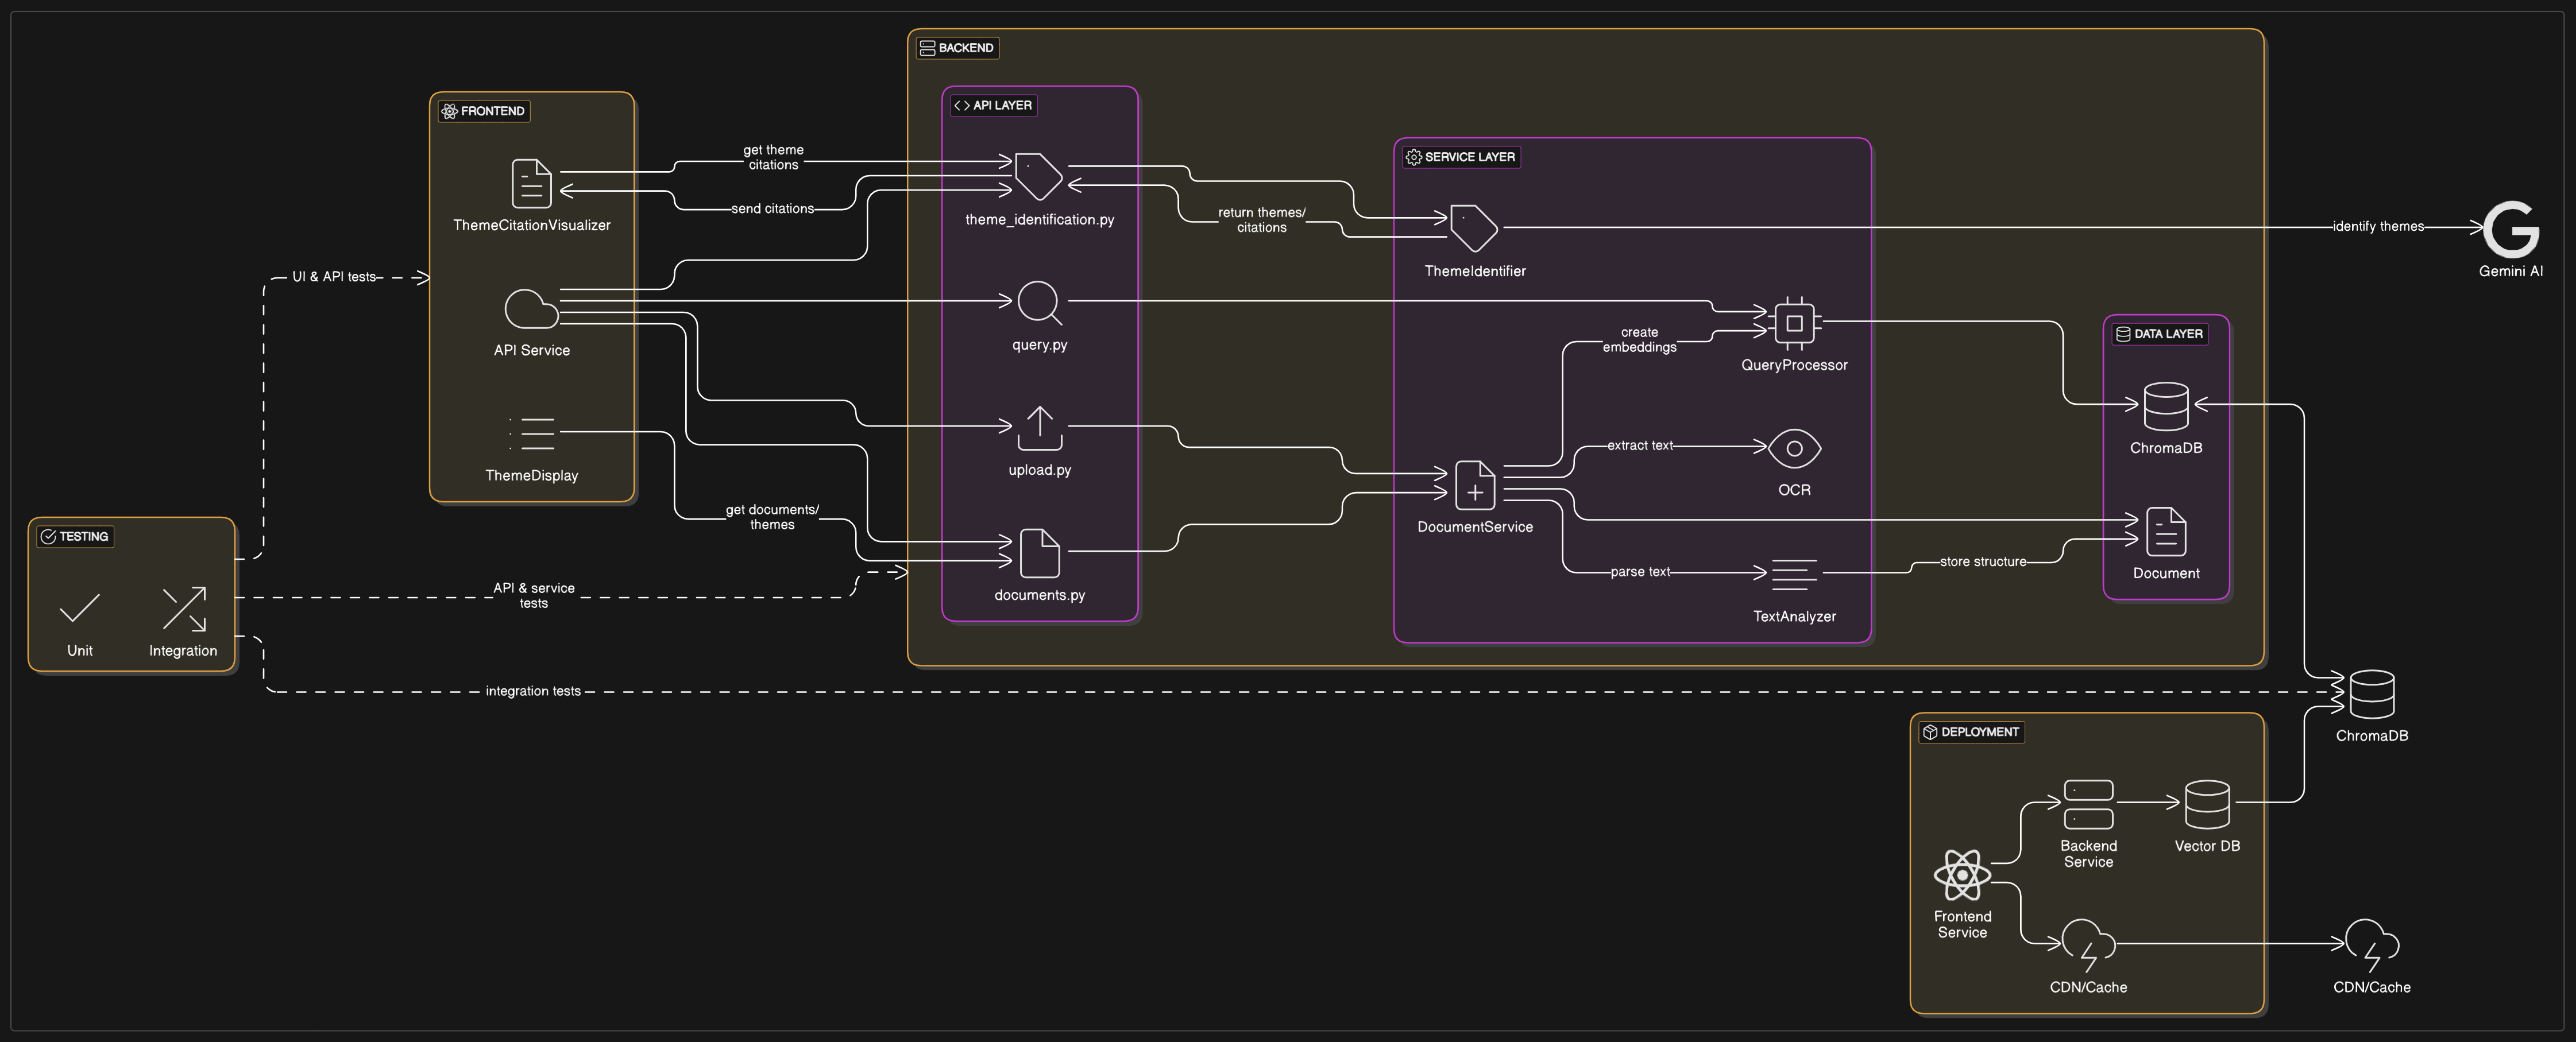 BACKEND
FRONTEND
API LAYER
SERVICE LAYER
get theme
citations
send citations
ThemeCitationVisualizer
theme_identification.py
return themes/
citations
ThemeIdentifier
identify themes
Gemini AI
UI & API tests
API Service
query.py
create
embeddings
QueryProcessor
DATA LAYER
ChromaDB
ThemeDisplay
upload.py
extract text
OCR
get documents/
themes
DocumentService
documents.py
parse text
TextAnalyzer
store structure
Document
TESTING
Unit
Integration
API & service
tests
integration tests
ChromaDB
DEPLOYMENT
Backend
Service
Vector DB
Frontend
Service
CDN/Cache
CDN/Cache